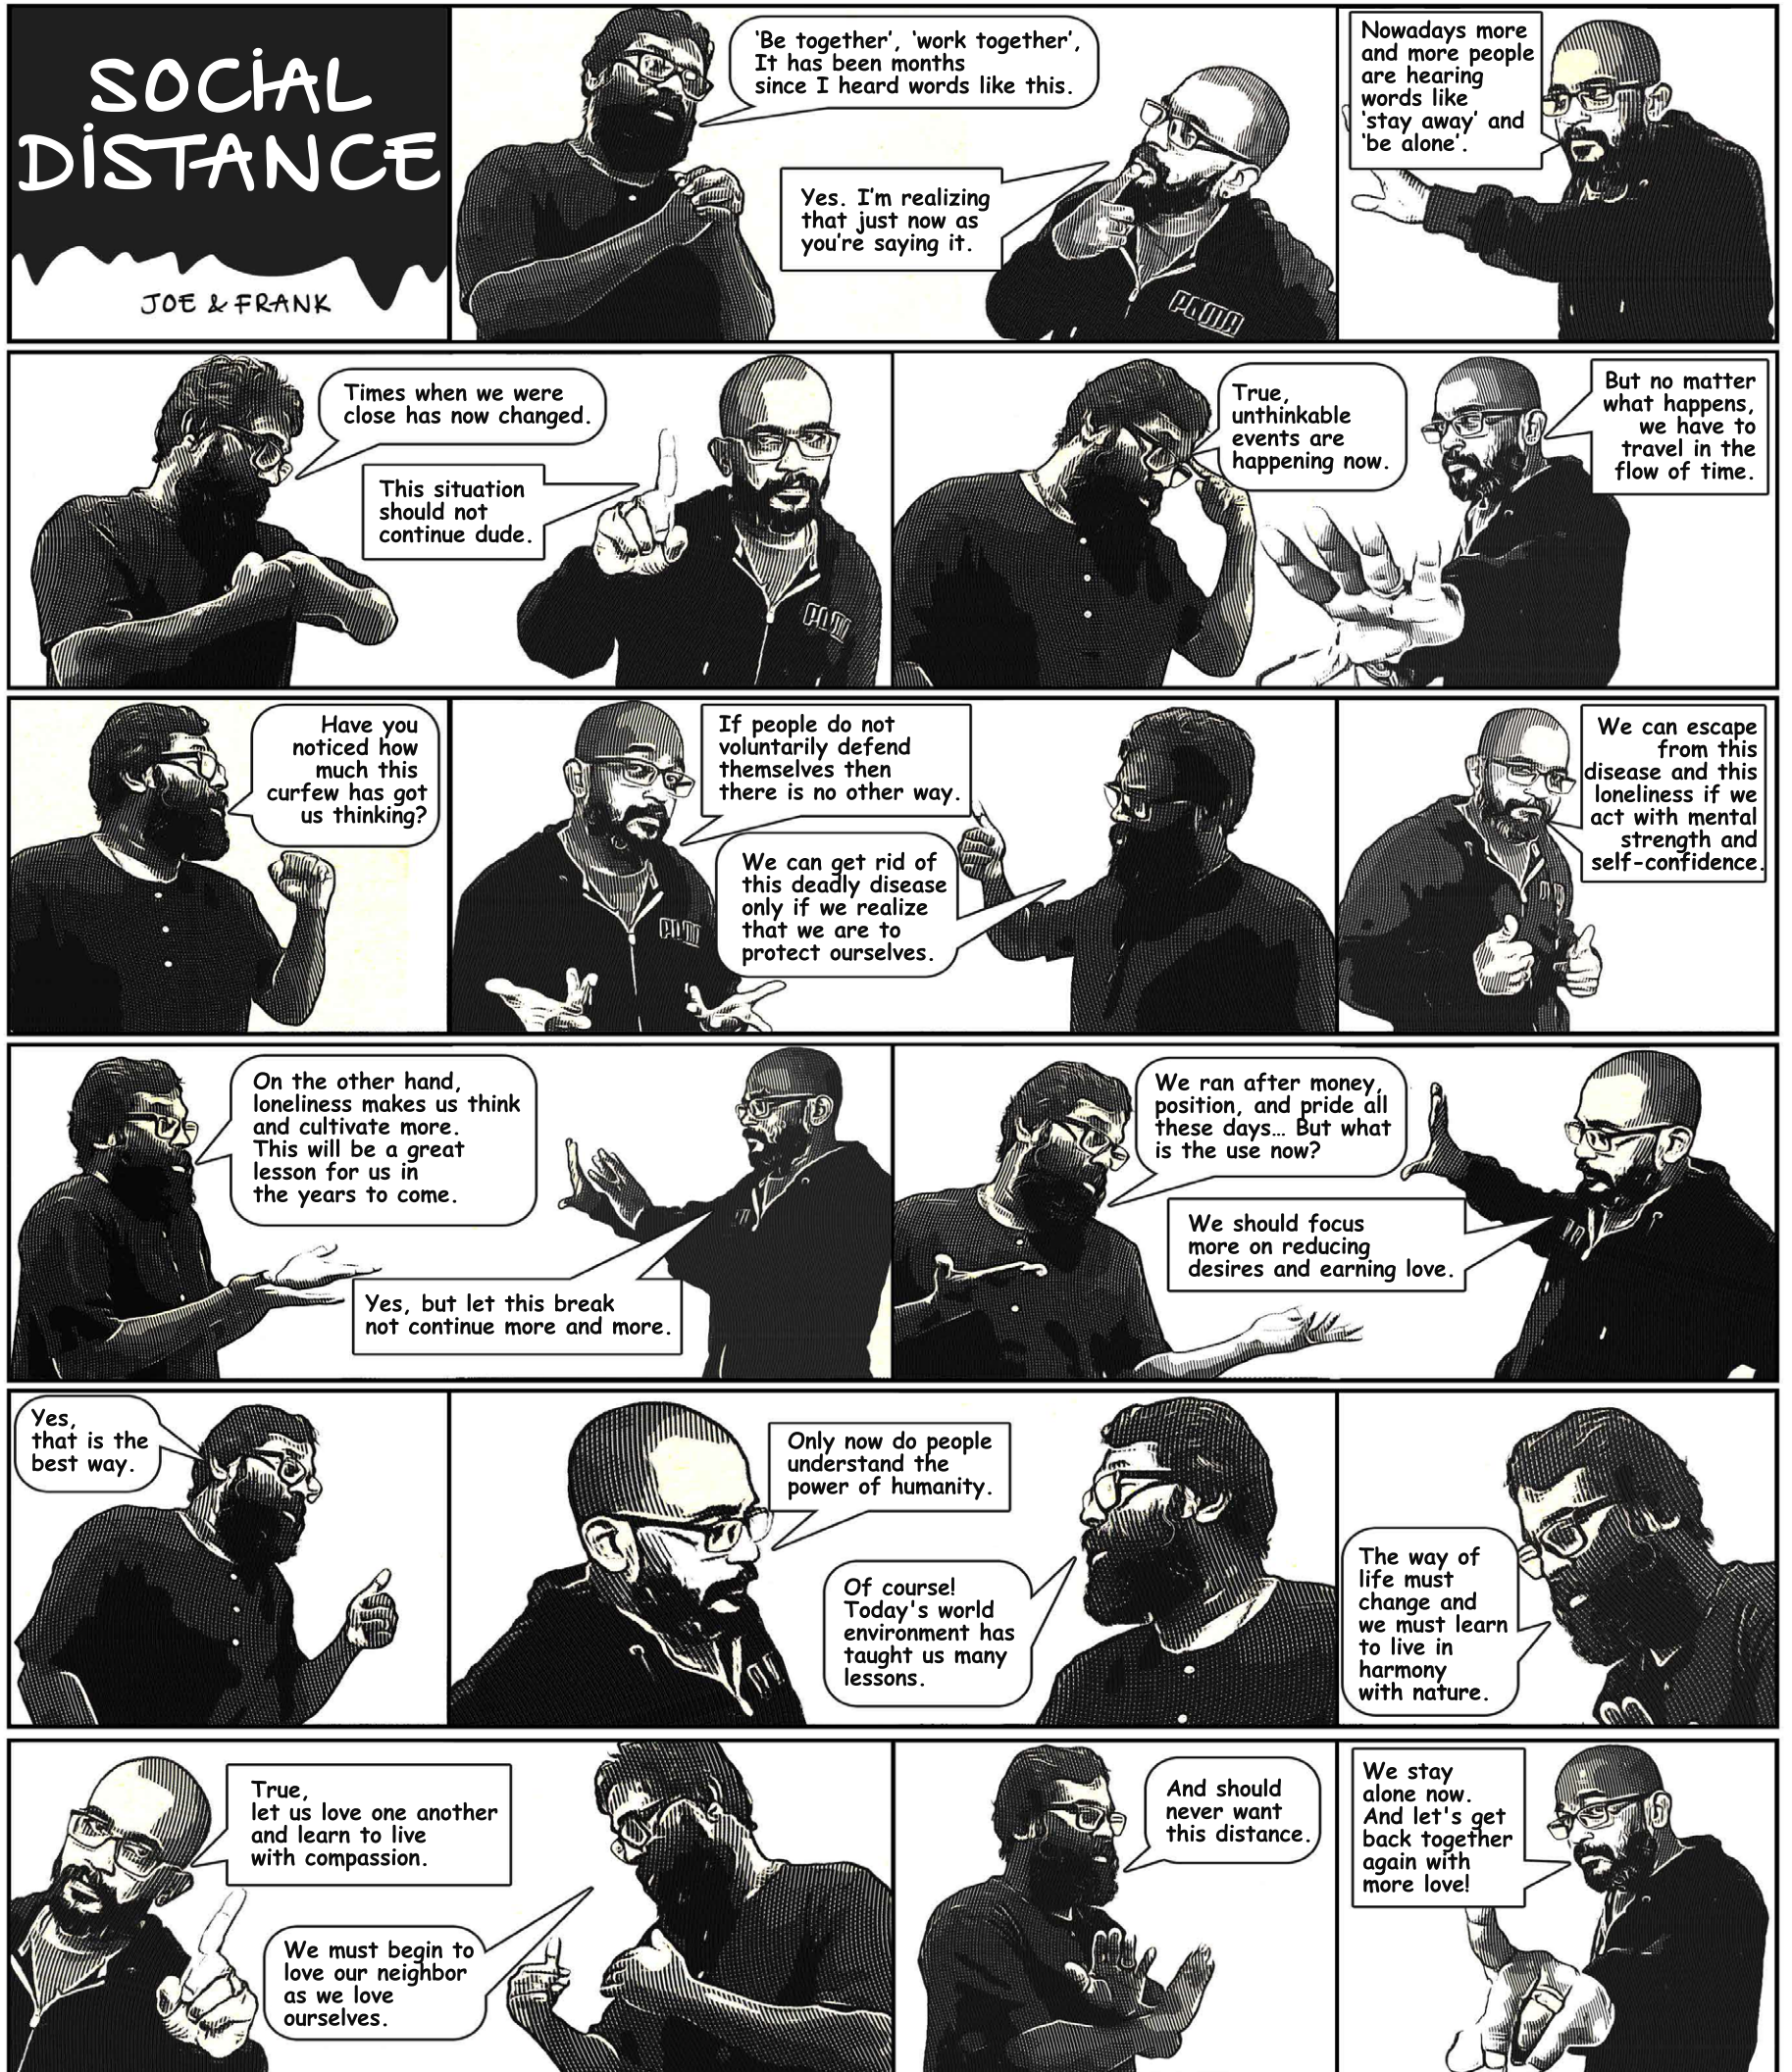 SOCIAL
DISTANCE
JOE & FRANK
‘Be together’, ‘work together’,
It has been months
since I heard words like this.
Yes. I’m realizing
that just now as
you’re saying it.
PUMA
Nowadays more
and more people
are hearing
words like
‘stay away’ and
‘be alone’.
Times when we were
close has now changed.
This situation
should not
continue dude.
True,
unthinkable
events are
happening now.
But no matter
what happens,
we have to
travel in the
flow of time.
Have you
noticed how
much this
curfew has got
us thinking?
If people do not
voluntarily defend
themselves then
there is no other way.
We can get rid of
this deadly disease
only if we realize
that we are to
protect ourselves.
We can escape
from this
disease and this
loneliness if we
act with mental
strength and
self-confidence.
On the other hand,
loneliness makes us think
and cultivate more.
This will be a great
lesson for us in
the years to come.
Yes, but let this break
not continue more and more.
We ran after money,
position, and pride all
these days... But what
is the use now?
We should focus
more on reducing
desires and earning love.
Yes,
that is the
best way.
Only now do people
understand the
power of humanity.
Of course!
Today's world
environment has
taught us many
lessons.
The way of
life must
change and
we must learn
to live in
harmony
with nature.
True,
let us love one another
and learn to live
with compassion.
We must begin to
love our neighbor
as we love
ourselves.
And should
never want
this distance.
We stay
alone now.
And let's get
back together
again with
more love!